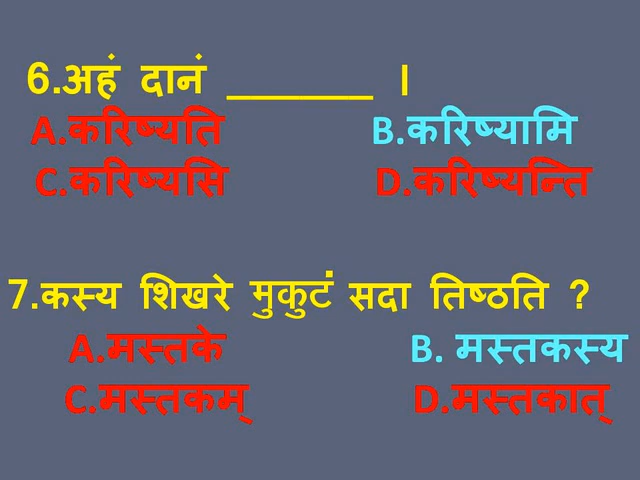 6.अहं दानं _______ |
A.करिष्यति B.करिष्यामि
C.करिष्यसि D.करिष्यन्ति
7.कस्य शिखरे मुकुटं सदा तिष्ठति ?
A.मस्तके B. मस्तकस्य
C.मस्तकम् D.मस्तकात्